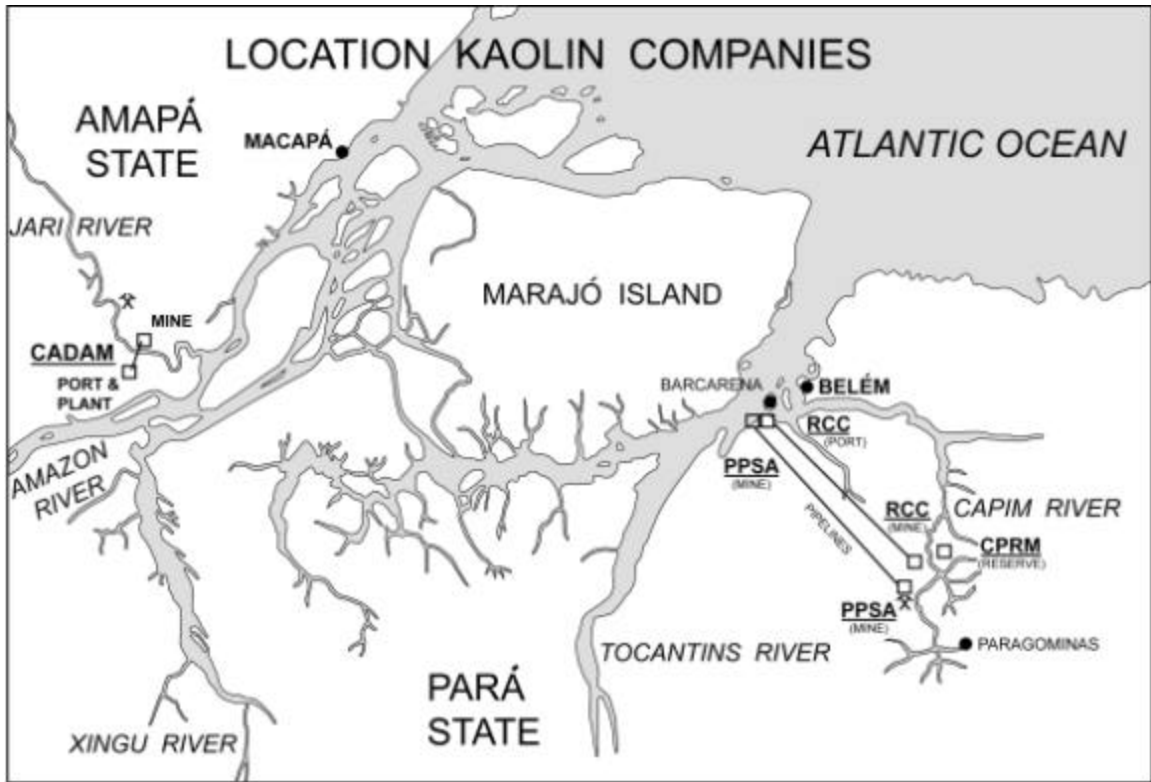 LOCATION KAOLIN COMPANIES
AMAPÁ
STATE
MACAPÁ
ATLANTIC OCEAN
JARI RIVER
MARAJÓ ISLAND
MINE
CADAM
PORT &
PLANT
BARCARENA
BELÉM
RCC
(PORT)
AMAZON
RIVER
PPSA
(MINE)
PIPELINES
RCC
(MINE)
CAPIM RIVER
CPRM
(RESERVE)
PPSA
(MINE)
PARAGOMINAS
TOCANTINS RIVER
PARÁ
STATE
XINGU RIVER